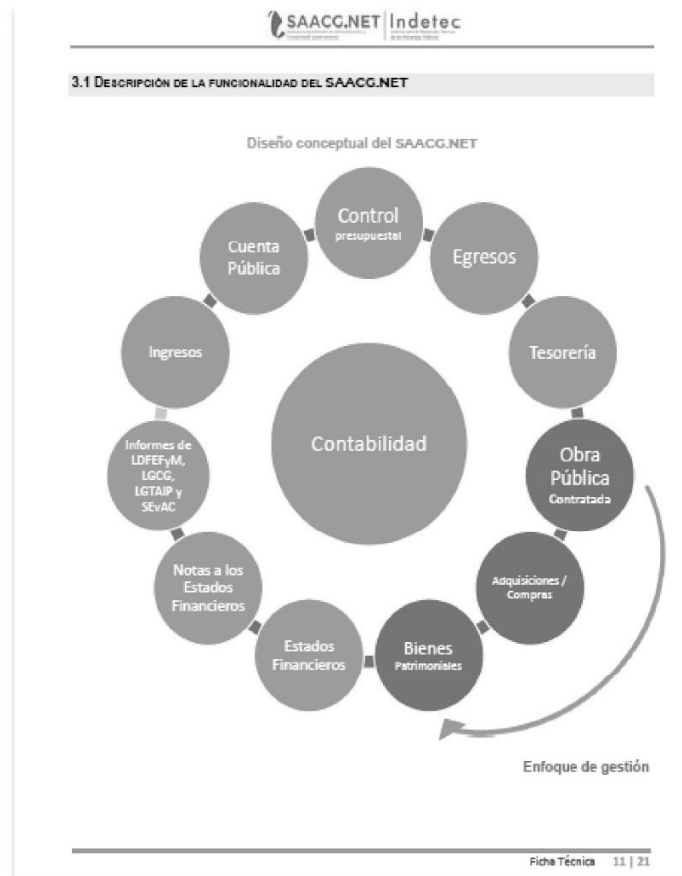 SAACG.NET Indetec
3.1 DESCRIPCIÓN DE LA FUNCIONALIDAD DEL SAACG.NET
Diseño conceptual del SAACG.NET
Control
presupuestal
Egresos
Tesorería
Obra
Pública
Contratada
Adquisiciones /
Compras
Bienes
Patrimoniales
Estados
Financieros
Notas a los
Estados
Financieros
Informes de
LDFEFyM,
LGCG,
LGTAIP y
SEvAC
Ingresos
Cuenta
Pública
Contabilidad
Enfoque de gestión
Ficha Técnica 11 | 21